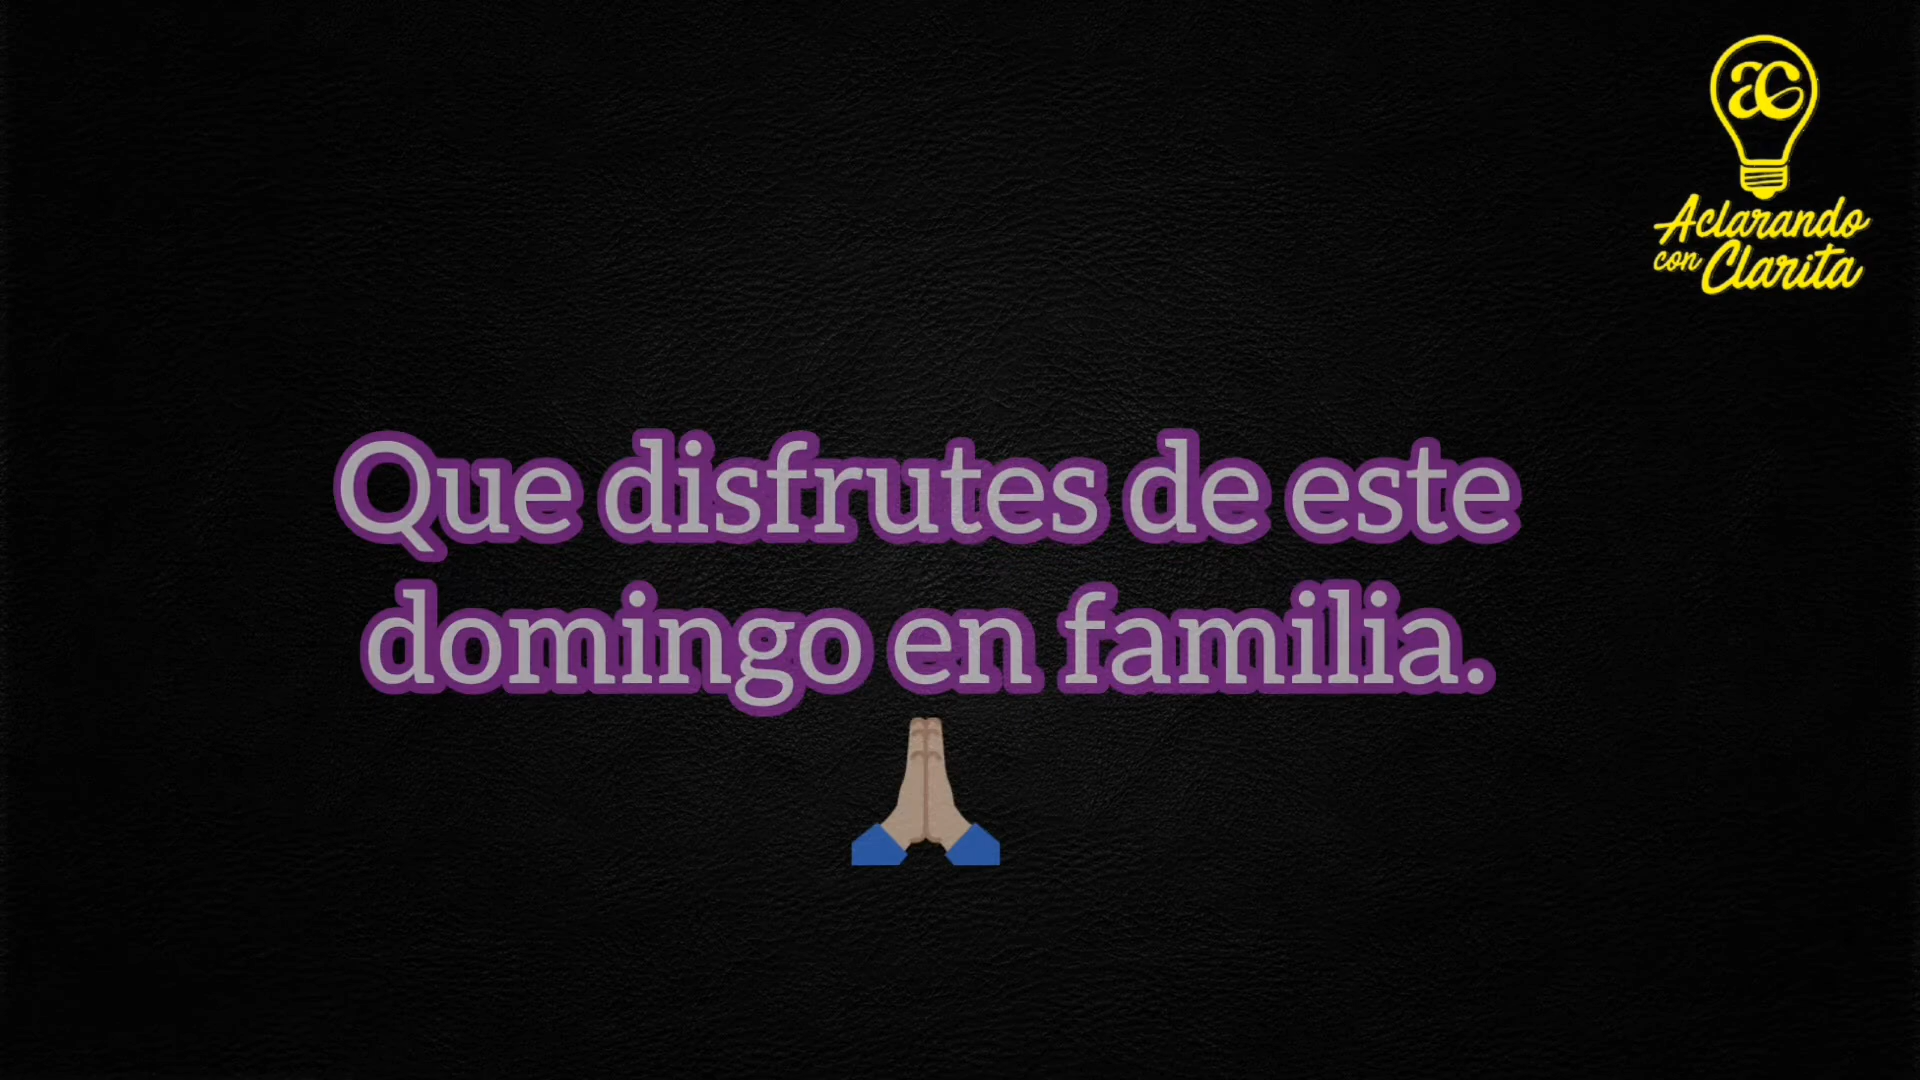 Aclarando
con Clarita
Que disfrutes de este
domingo en familia.